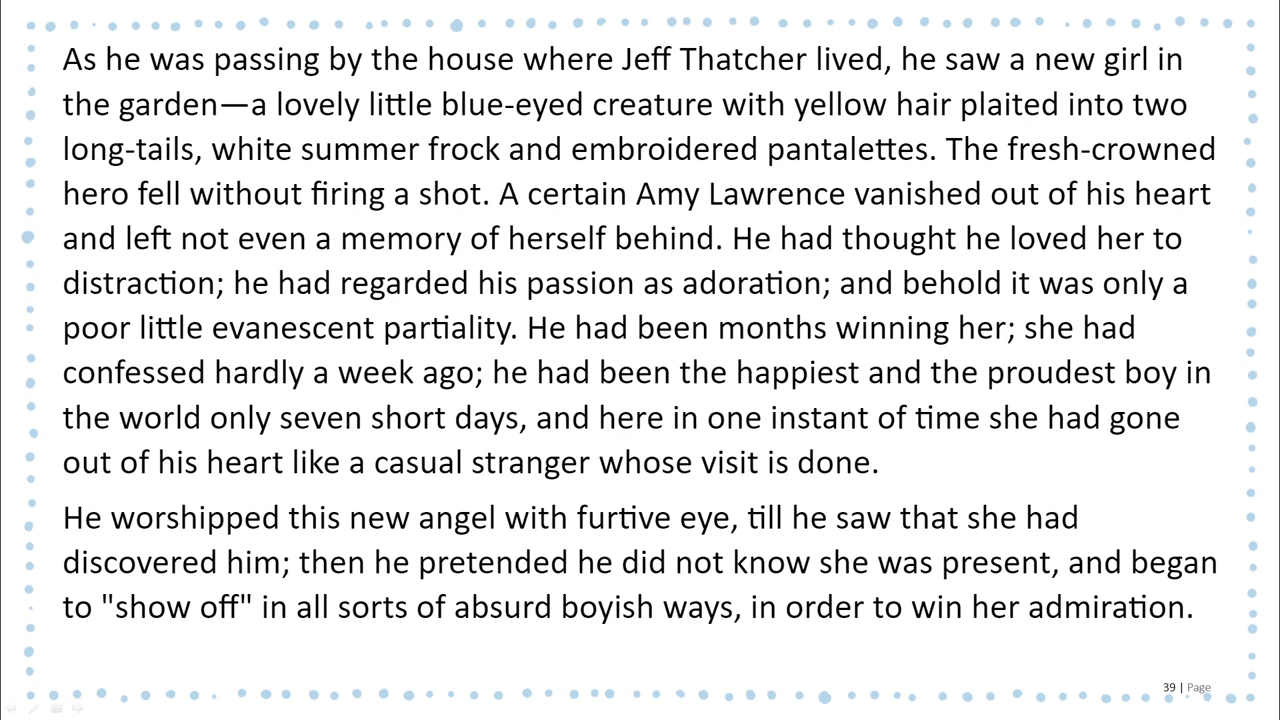 As he was passing by the house where Jeff Thatcher lived, he saw a new girl in
the garden—a lovely little blue-eyed creature with yellow hair plaited into two
long-tails, white summer frock and embroidered pantalettes. The fresh-crowned
hero fell without firing a shot. A certain Amy Lawrence vanished out of his heart
and left not even a memory of herself behind. He had thought he loved her to
distraction; he had regarded his passion as adoration; and behold it was only a
poor little evanescent partiality. He had been months winning her; she had
confessed hardly a week ago; he had been the happiest and the proudest boy in
the world only seven short days, and here in one instant of time she had gone
out of his heart like a casual stranger whose visit is done.
He worshipped this new angel with furtive eye, till he saw that she had
discovered him; then he pretended he did not know she was present, and began
to "show off" in all sorts of absurd boyish ways, in order to win her admiration.
39 | Page